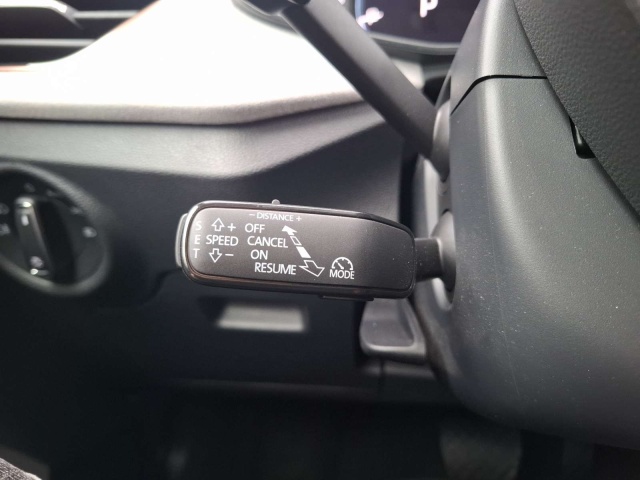 P
- DISTANCE +
S E T
+ OFF
SPEED CANCEL
- ON
RESUME
MODE